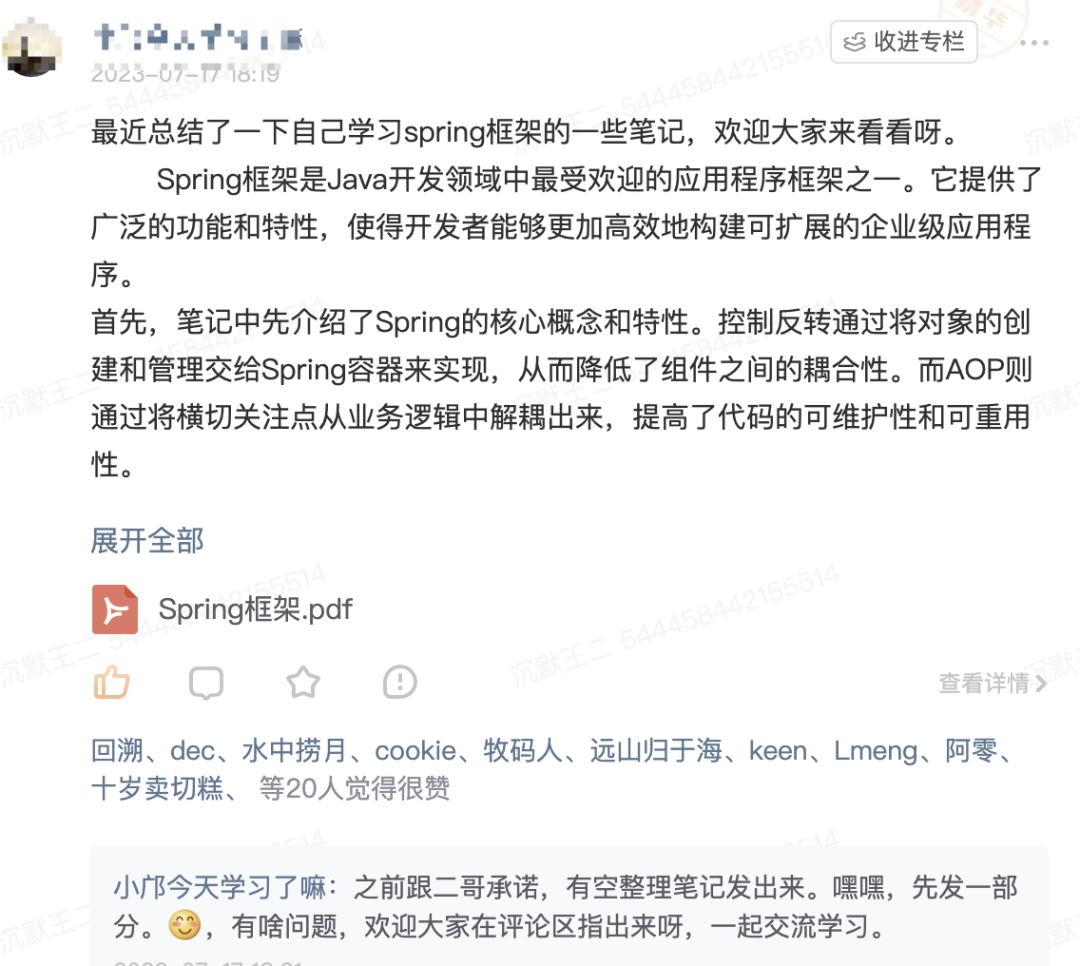 精华
收进专栏
2023-07-17 18:19
最近总结了一下自己学习spring框架的一些笔记，欢迎大家来看看呀。
Spring框架是Java开发领域中最受欢迎的应用程序框架之一。它提供了
广泛的功能和特性，使得开发者能够更加高效地构建可扩展的企业级应用程
序。
首先，笔记中先介绍了Spring的核心概念和特性。控制反转通过将对象的创
建和管理交给Spring容器来实现，从而降低了组件之间的耦合性。而AOP则
通过将横切关注点从业务逻辑中解耦出来，提高了代码的可维护性和可重用
性。
展开全部
Spring框架.pdf
查看详情
回溯、dec、水中捞月、cookie、牧码人、远山归于海、keen、Lmeng、阿零、
十岁卖切糕、 等20人觉得很赞
小邝今天学习了嘛：之前跟二哥承诺，有空整理笔记发出来。嘿嘿，先发一部
分。😊，有啥问题，欢迎大家在评论区指出来呀，一起交流学习。
沉默王二 544458442155514